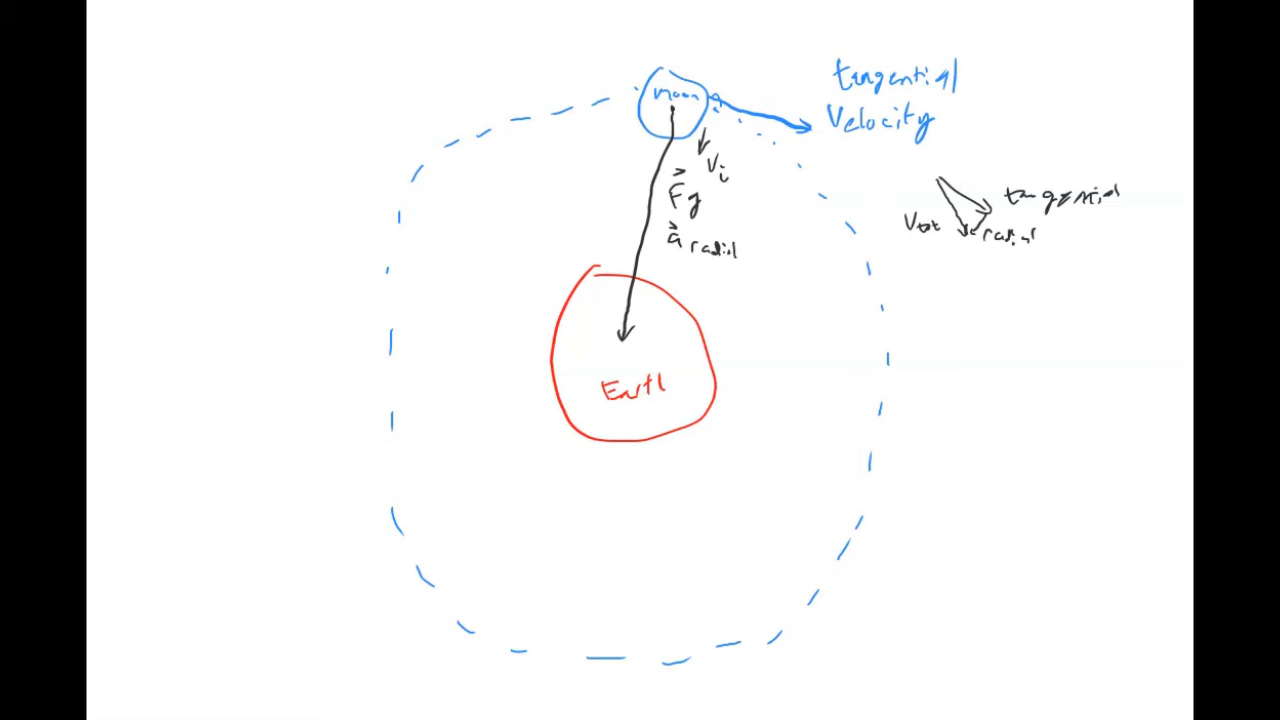 moon
tangential
Velocity
Vi
Fg
a radial
tangential
Vtot
radial
Earth